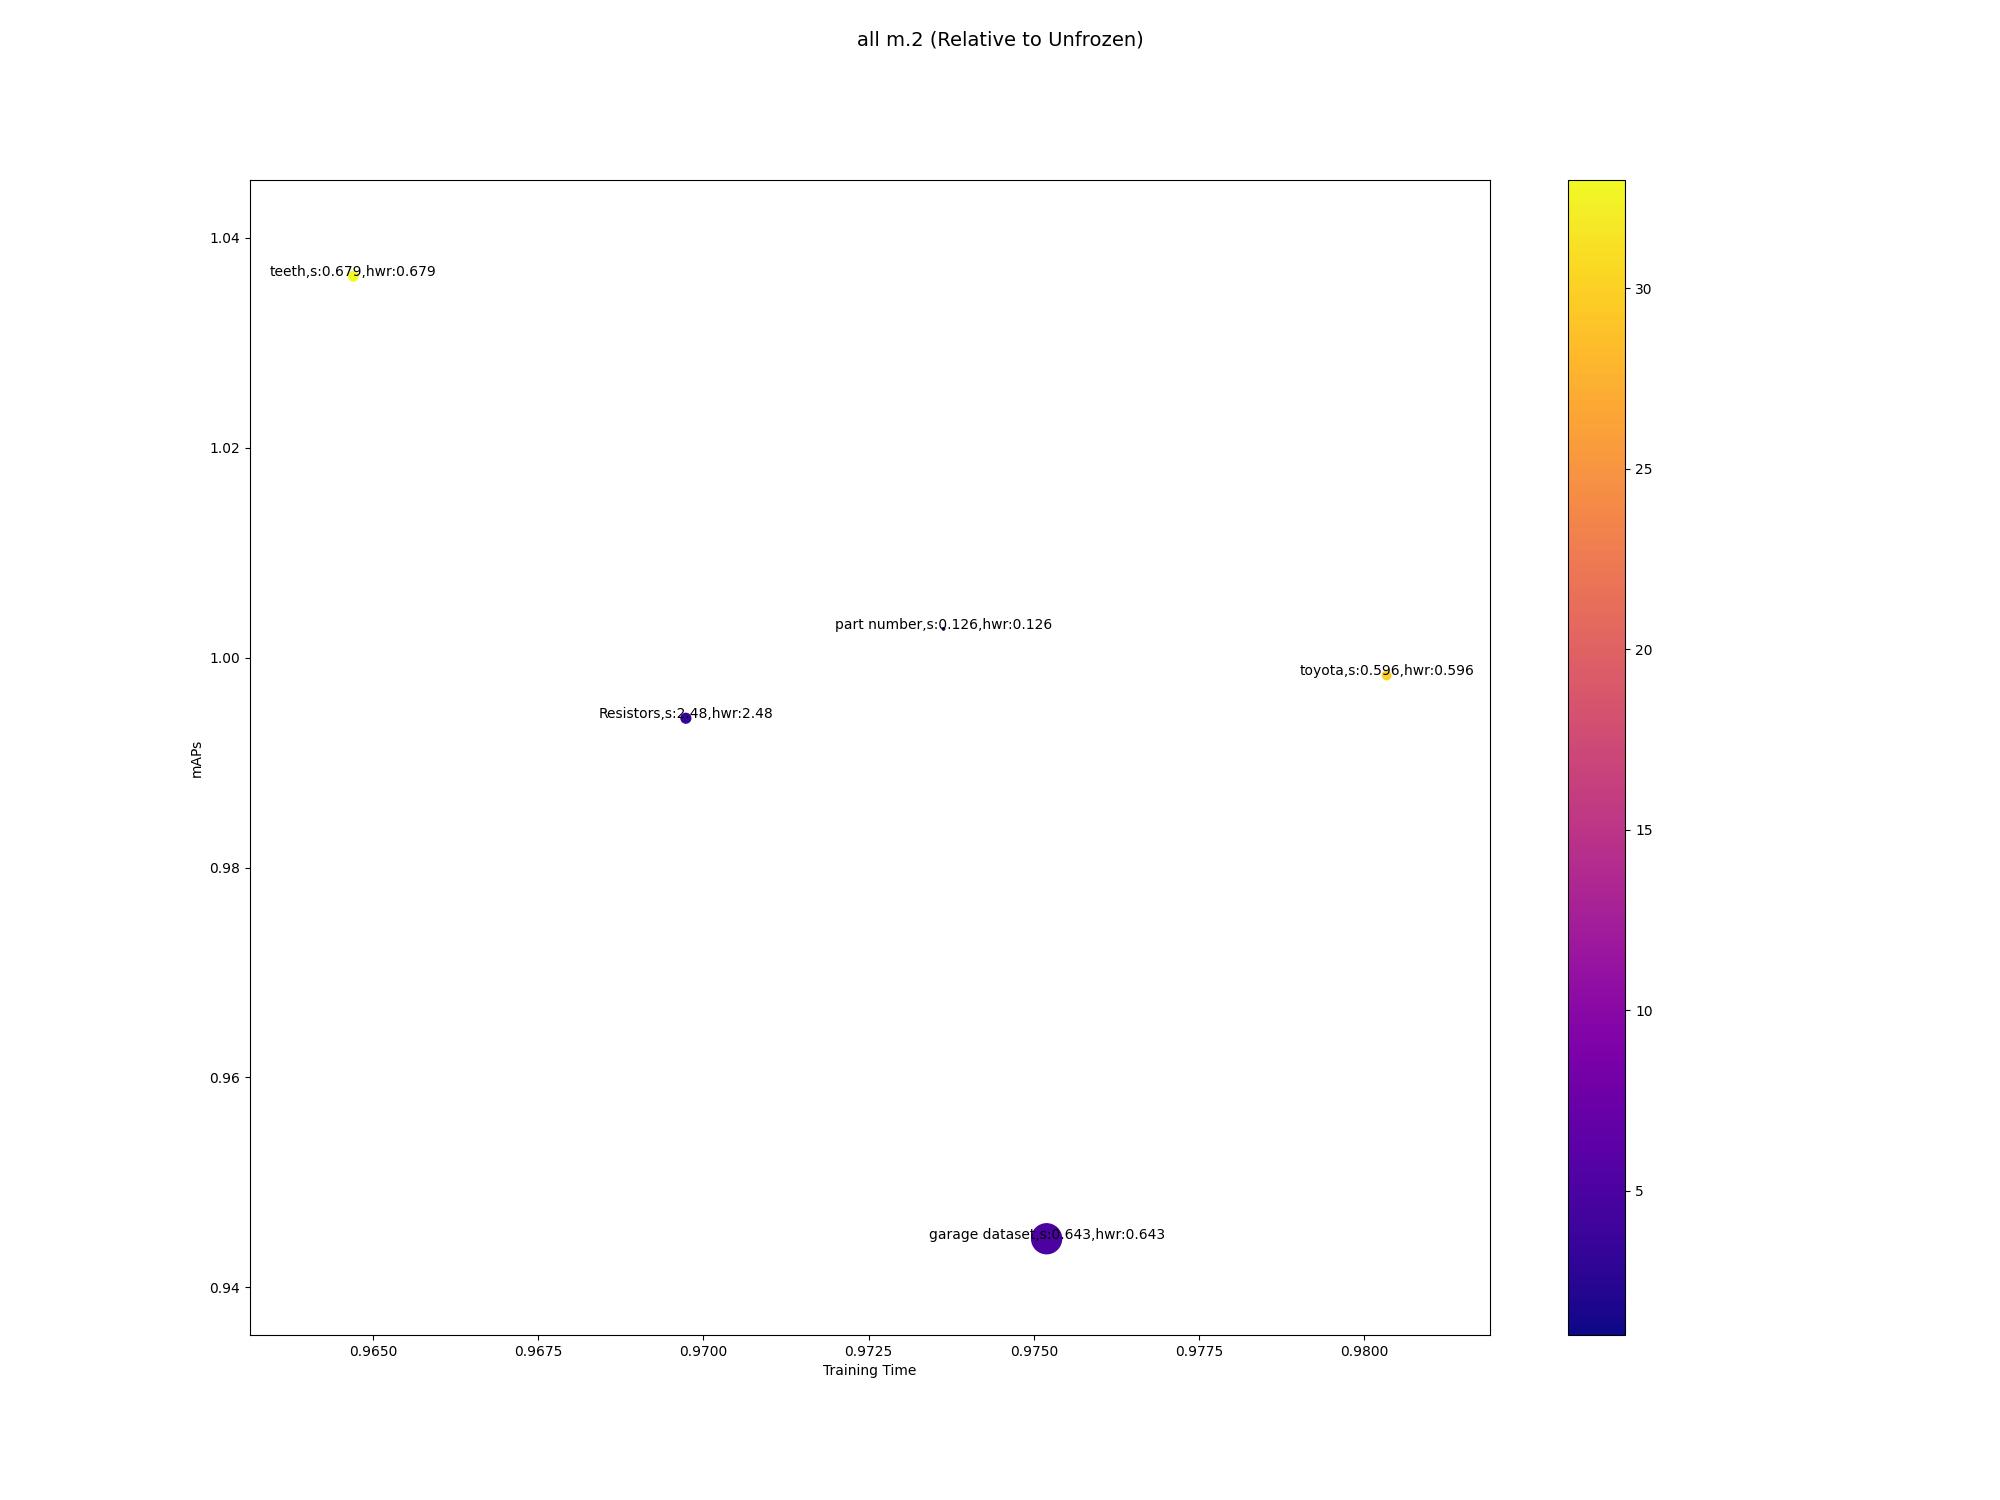 all m.2 (Relative to Unfrozen)
1.04
1.02
1.00
0.98
0.96
0.94
mAPs
teeth,s:0.679,hwr:0.679
part number,s:0.126,hwr:0.126
toyota,s:0.596,hwr:0.596
Resistors,s:2.48,hwr:2.48
garage dataset,s:0.643,hwr:0.643
0.9650
0.9675
0.9700
0.9725
0.9750
0.9775
0.9800
Training Time
30
25
20
15
10
5